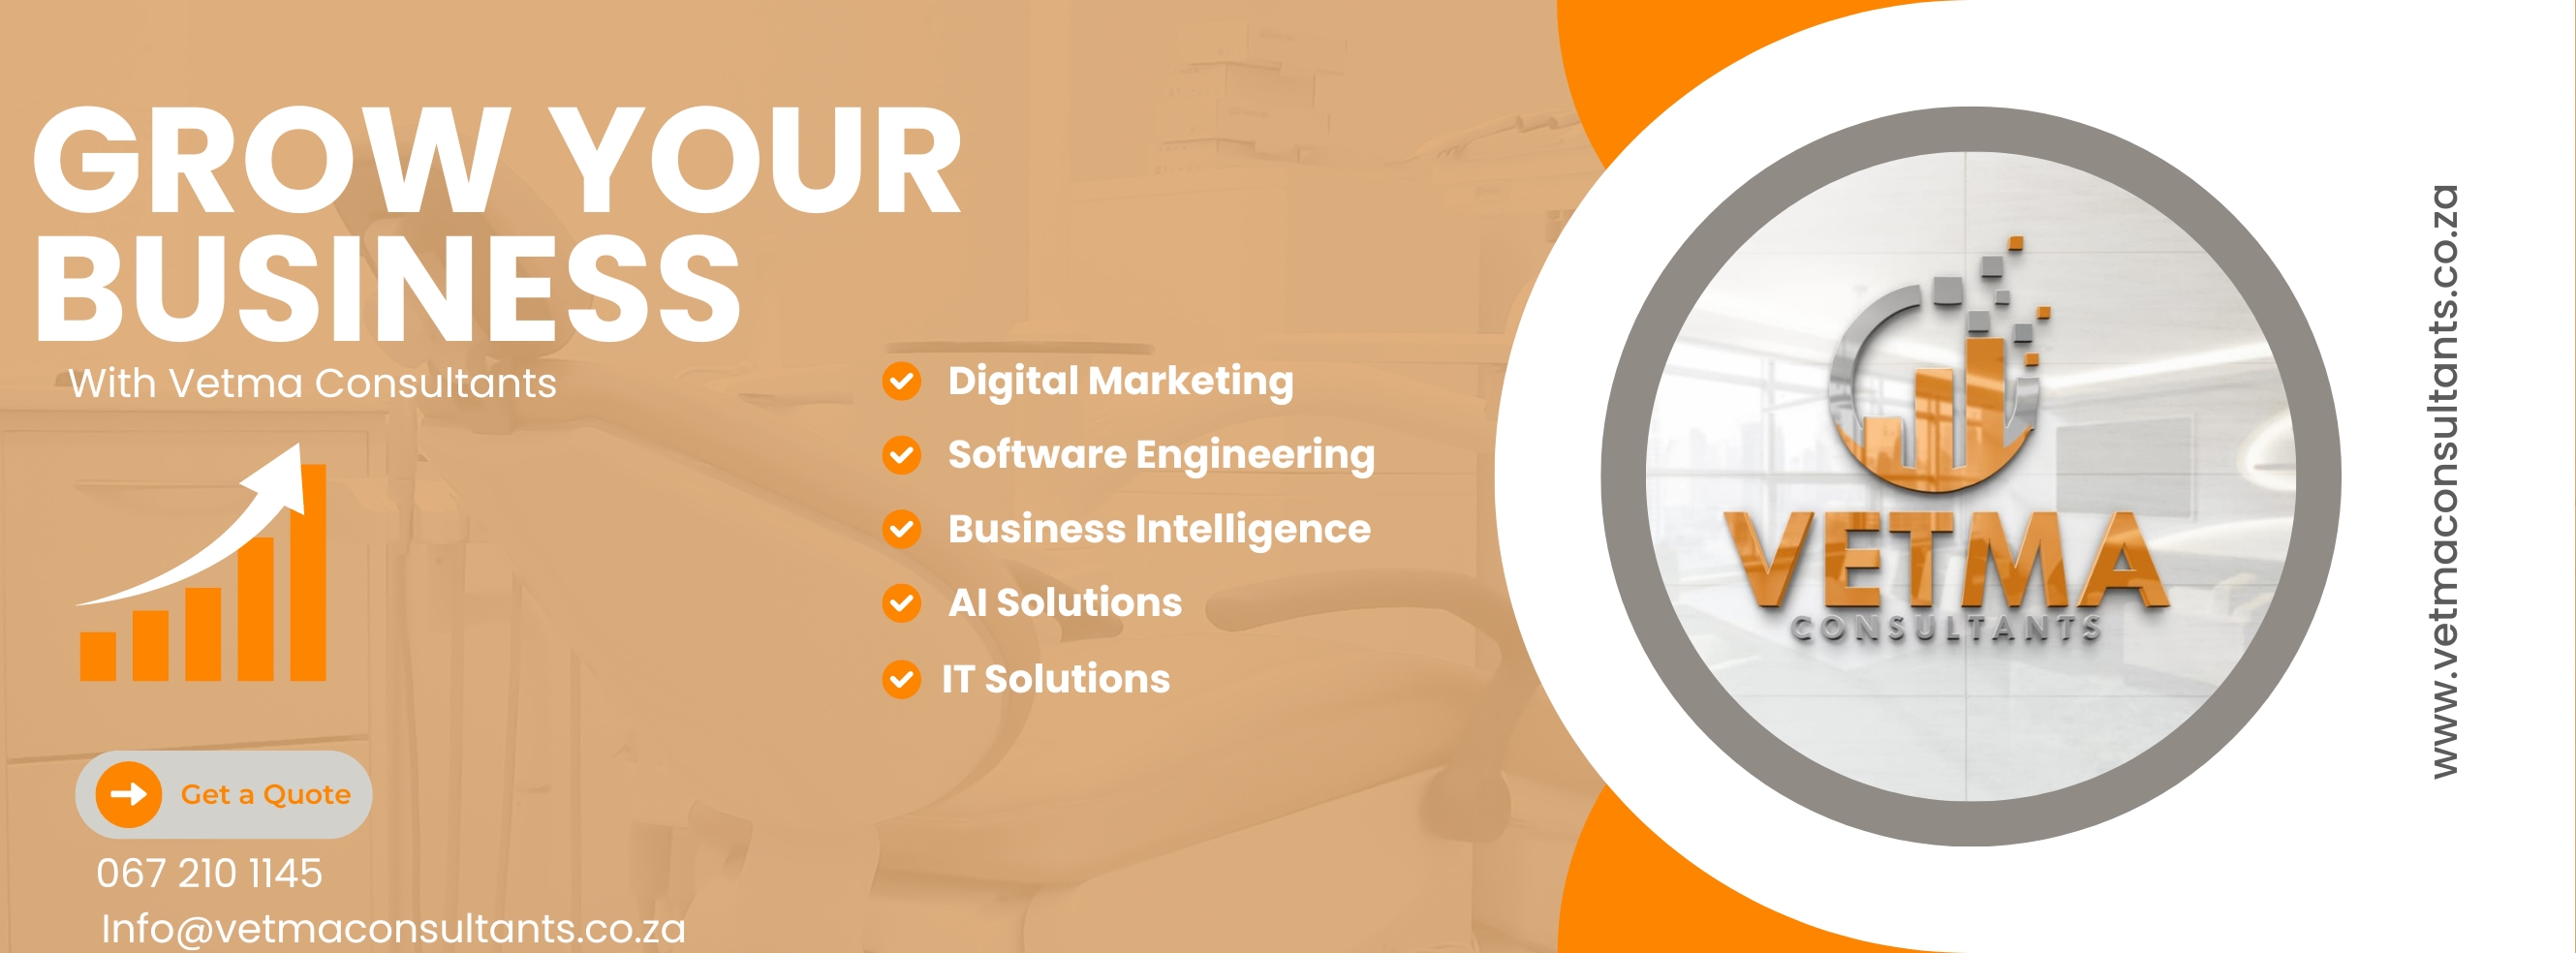 GROW YOUR
BUSINESS
With Vetma Consultants
Digital Marketing
Software Engineering
Business Intelligence
AI Solutions
IT Solutions
Get a Quote
067 210 1145
Info@vetmaconsultants.co.za
VETMA
CONSULTANTS
www.vetmaconsultants.co.za